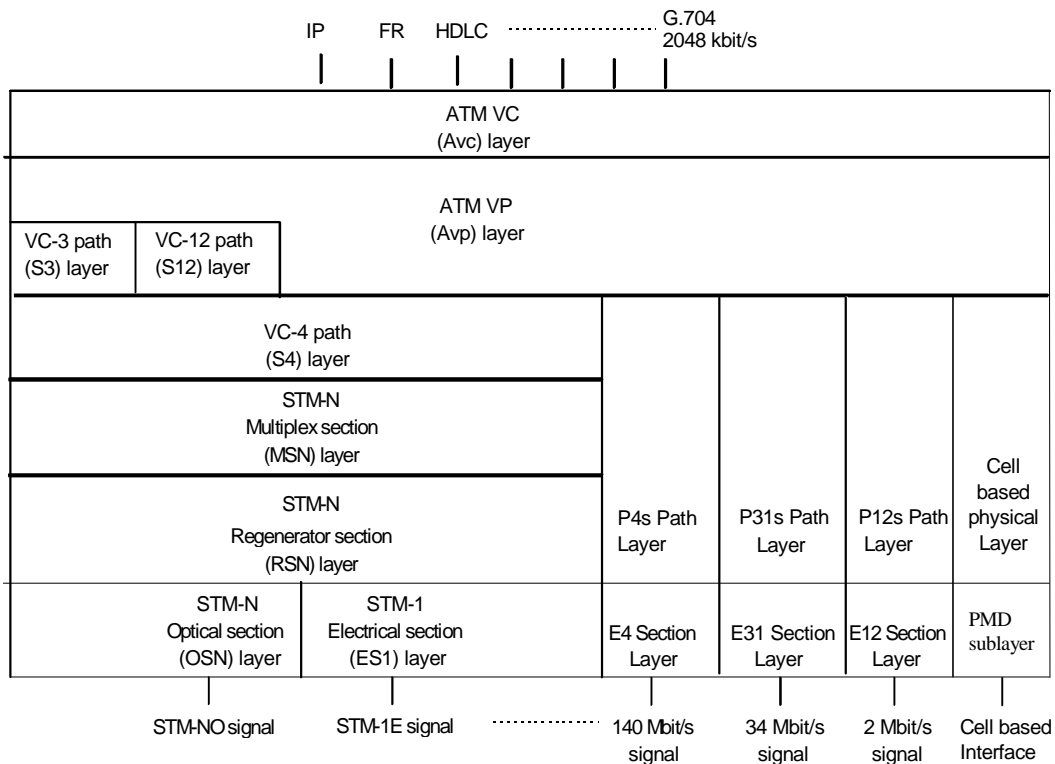 IP FR HDLC G.704
2048 kbit/s
ATM VC
(Avc) layer
ATM VP
(Avp) layer
VC-3 path
(S3) layer
VC-12 path
(S12) layer
VC-4 path
(S4) layer
STM-N
Multiplex section
(MSN) layer
STM-N
Regenerator section
(RSN) layer
P4s Path
Layer
P31s Path
Layer
P12s Path
Layer
Cell
based
physical
Layer
STM-N
Optical section
(OSN) layer
STM-1
Electrical section
(ES1) layer
E4 Section
Layer
E31 Section
Layer
E12 Section
Layer
PMD
sublayer
STM-NO signal
STM-1E signal
140 Mbit/s
signal
34 Mbit/s
signal
2 Mbit/s
signal
Cell based
Interface